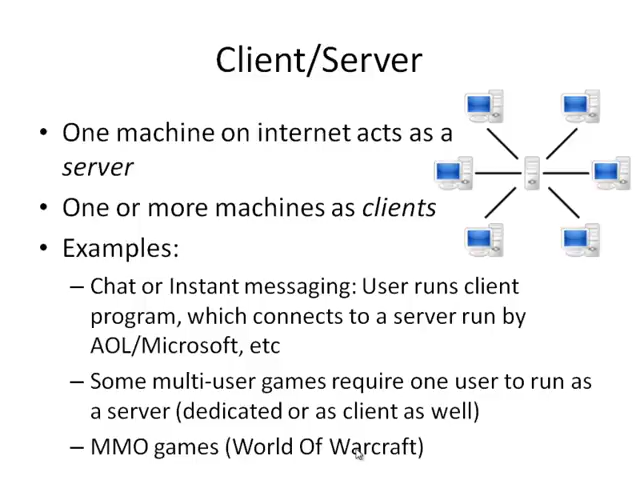 Client/Server
• One machine on internet acts as a
server
• One or more machines as clients
• Examples:
– Chat or Instant messaging: User runs client
program, which connects to a server run by
AOL/Microsoft, etc
– Some multi-user games require one user to run as
a server (dedicated or as client as well)
– MMO games (World Of Warcraft)